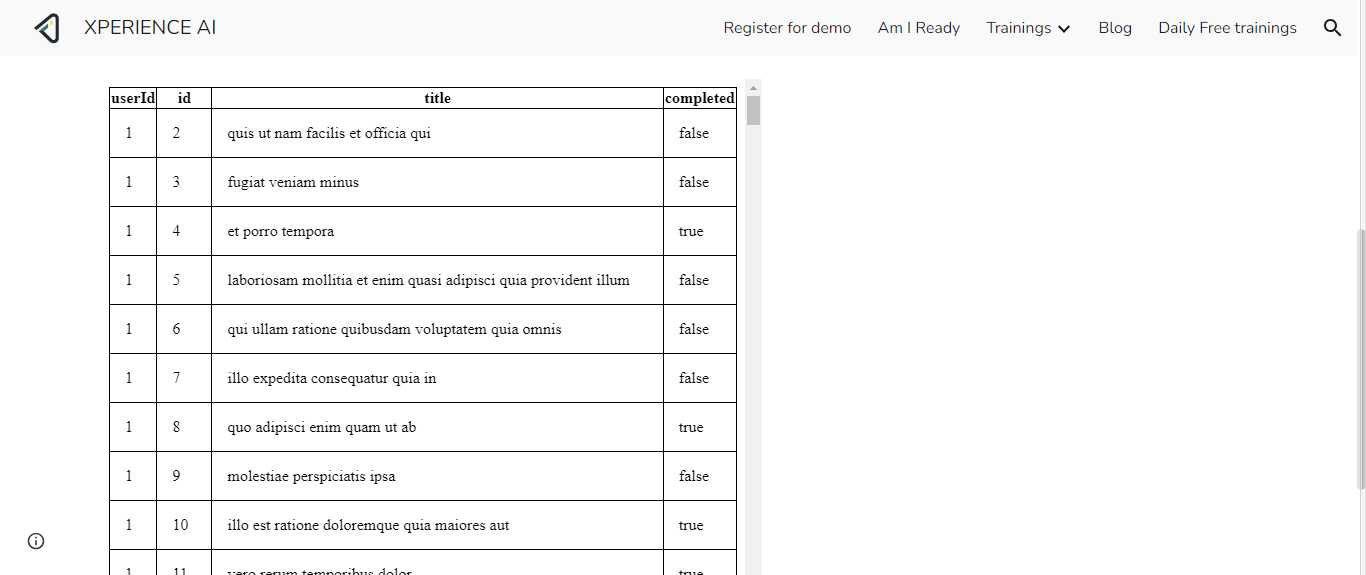 XPERIENCE AI Register for demo Am I Ready Trainings Blog Daily Free trainings
userId id title completed
1 2 quis ut nam facilis et officia qui false
1 3 fugiat veniam minus false
1 4 et porro tempora true
1 5 laboriosam mollitia et enim quasi adipisci quia provident illum false
1 6 qui ullam ratione quibusdam voluptatem quia omnis false
1 7 illo expedita consequatur quia in false
1 8 quo adipisci enim quam ut ab true
1 9 molestiae perspiciatis ipsa false
1 10 illo est ratione doloremque quia maiores aut true
1 11 vero rerum temporibus dolor true